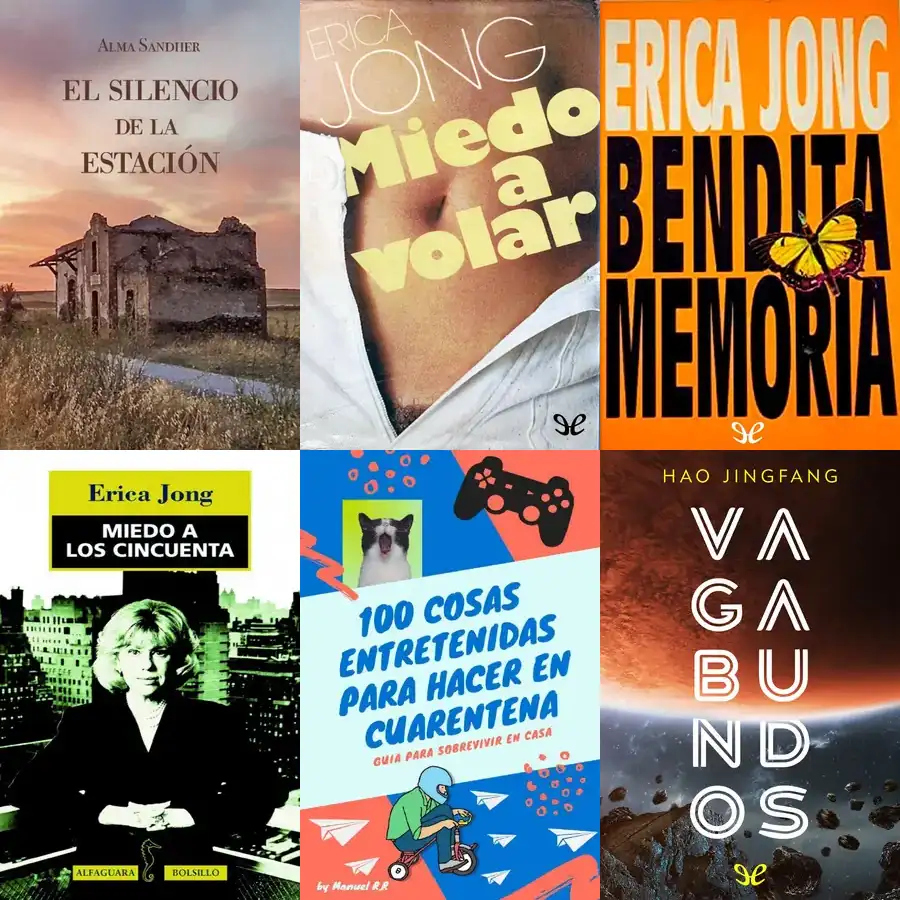 ALMA SANDHER
EL SILENCIO
DE LA
ESTACIÓN
ERICA
JONG
Miedo
a
volar
ERICA JONG
BENDITA
MEMORIA
Erica Jong
MIEDO A
LOS CINCUENTA
ALFAGUARA
BOLSILLO
100 COSAS
ENTRETENIDAS
PARA HACER EN
CUARENTENA
GUIA PARA SOBREVIVIR EN CASA
8
by Manuel R.R
HAO JINGFANG
VA
GA
BU
ND
OS